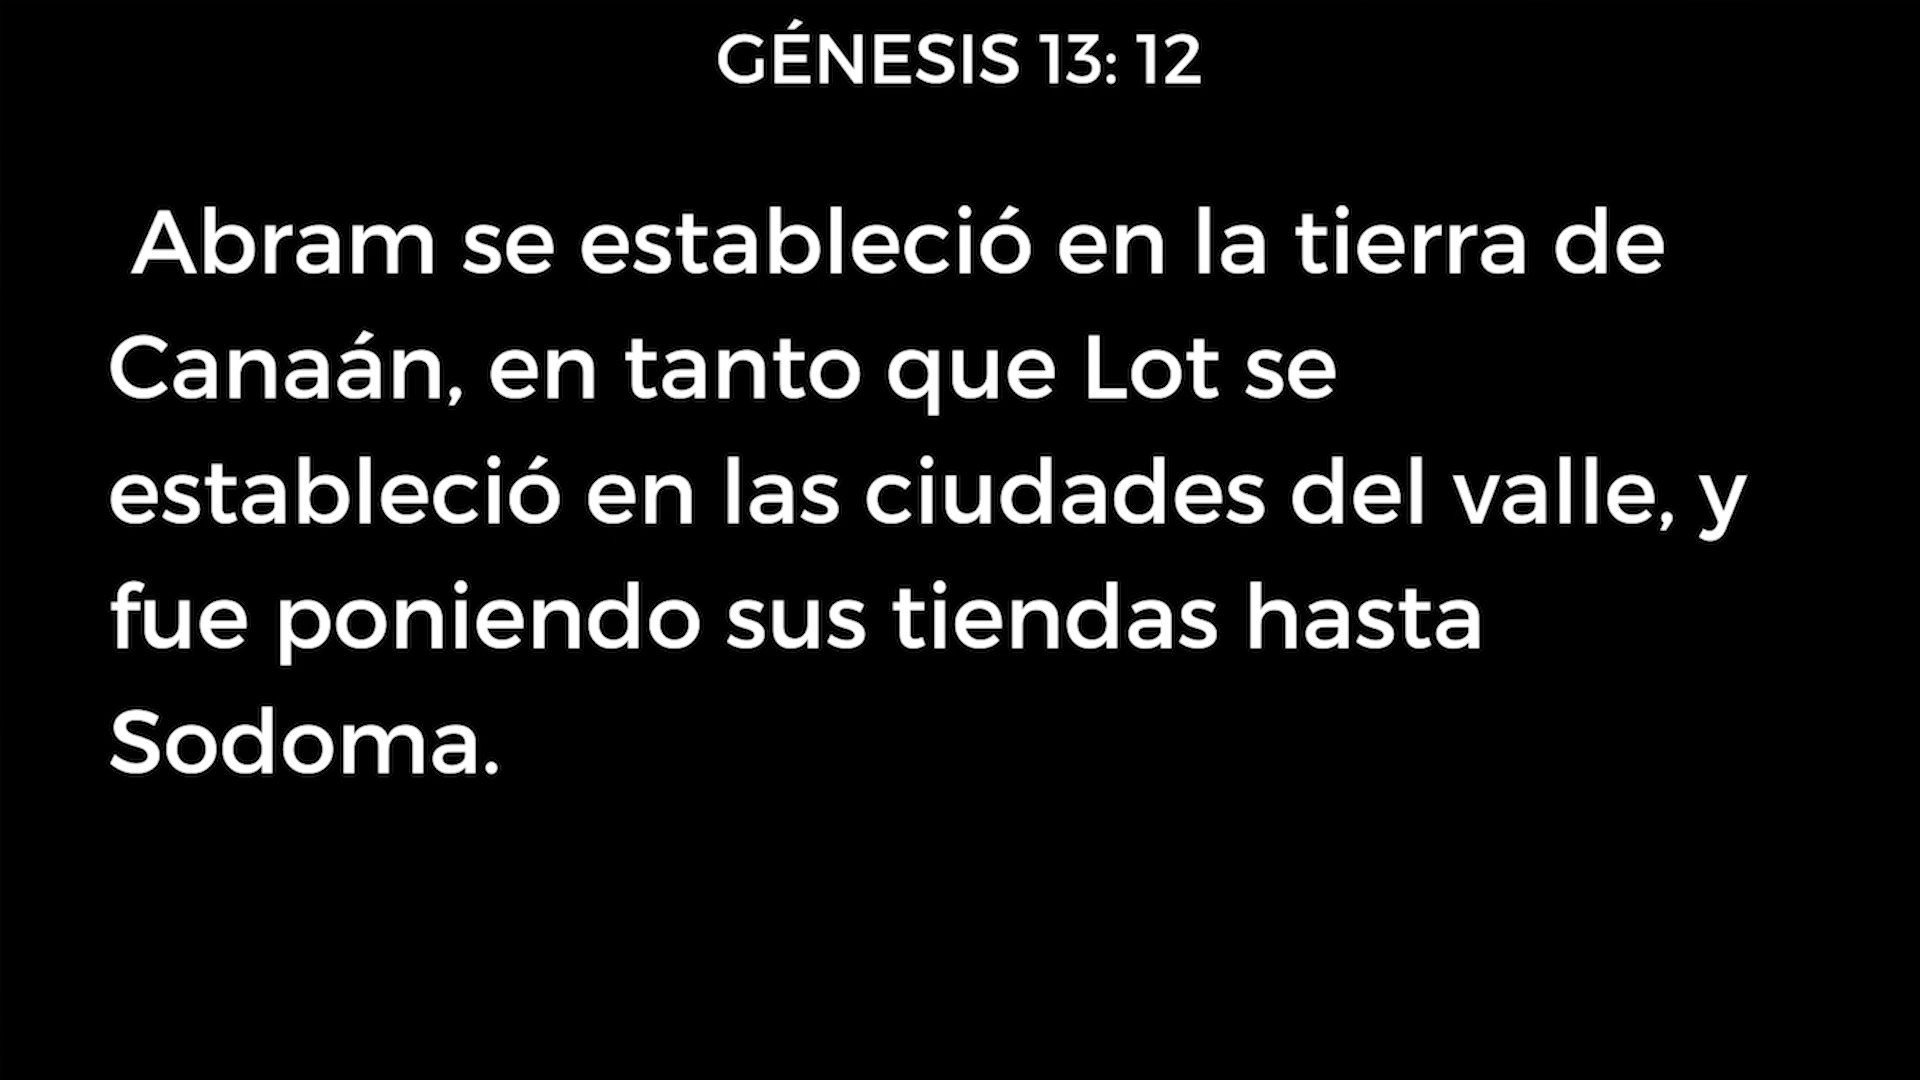 GÉNESIS 13: 12
Abram se estableció en la tierra de
Canaán, en tanto que Lot se
estableció en las ciudades del valle, y
fue poniendo sus tiendas hasta
Sodoma.